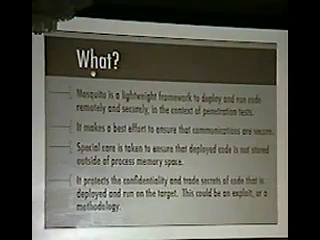 What?
Mosquito is a lightweight framework to deploy and run code
remotely and securely, in the context of penetration tests.
It makes a best effort to ensure that communications are secure.
Special care is taken to ensure that deployed code is not stored
outside of process memory space.
It protects the confidentiality and trade secrets of code that is
deployed and run on the target. This could be an exploit, or a
methodology.